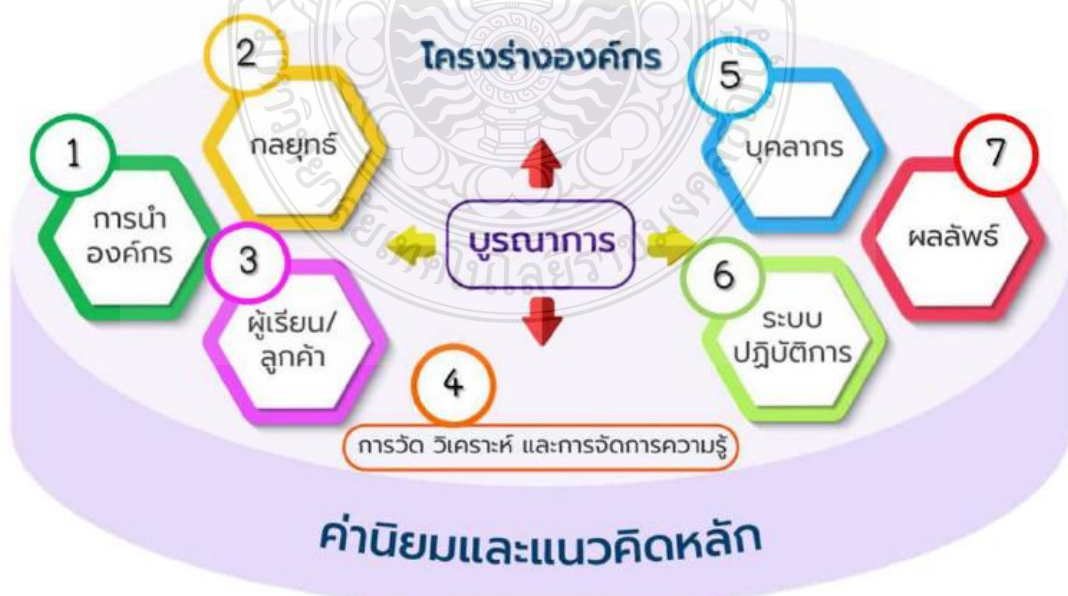 โครงร่างองค์กร
1
การนำ
องค์กร
2
กลยุทธ์
3
ผู้เรียน/
ลูกค้า
บูรณาการ
4
การวัด วิเคราะห์ และการจัดการความรู้
5
บุคลากร
6
ระบบ
ปฏิบัติการ
7
ผลลัพธ์
ค่านิยมและแนวคิดหลัก